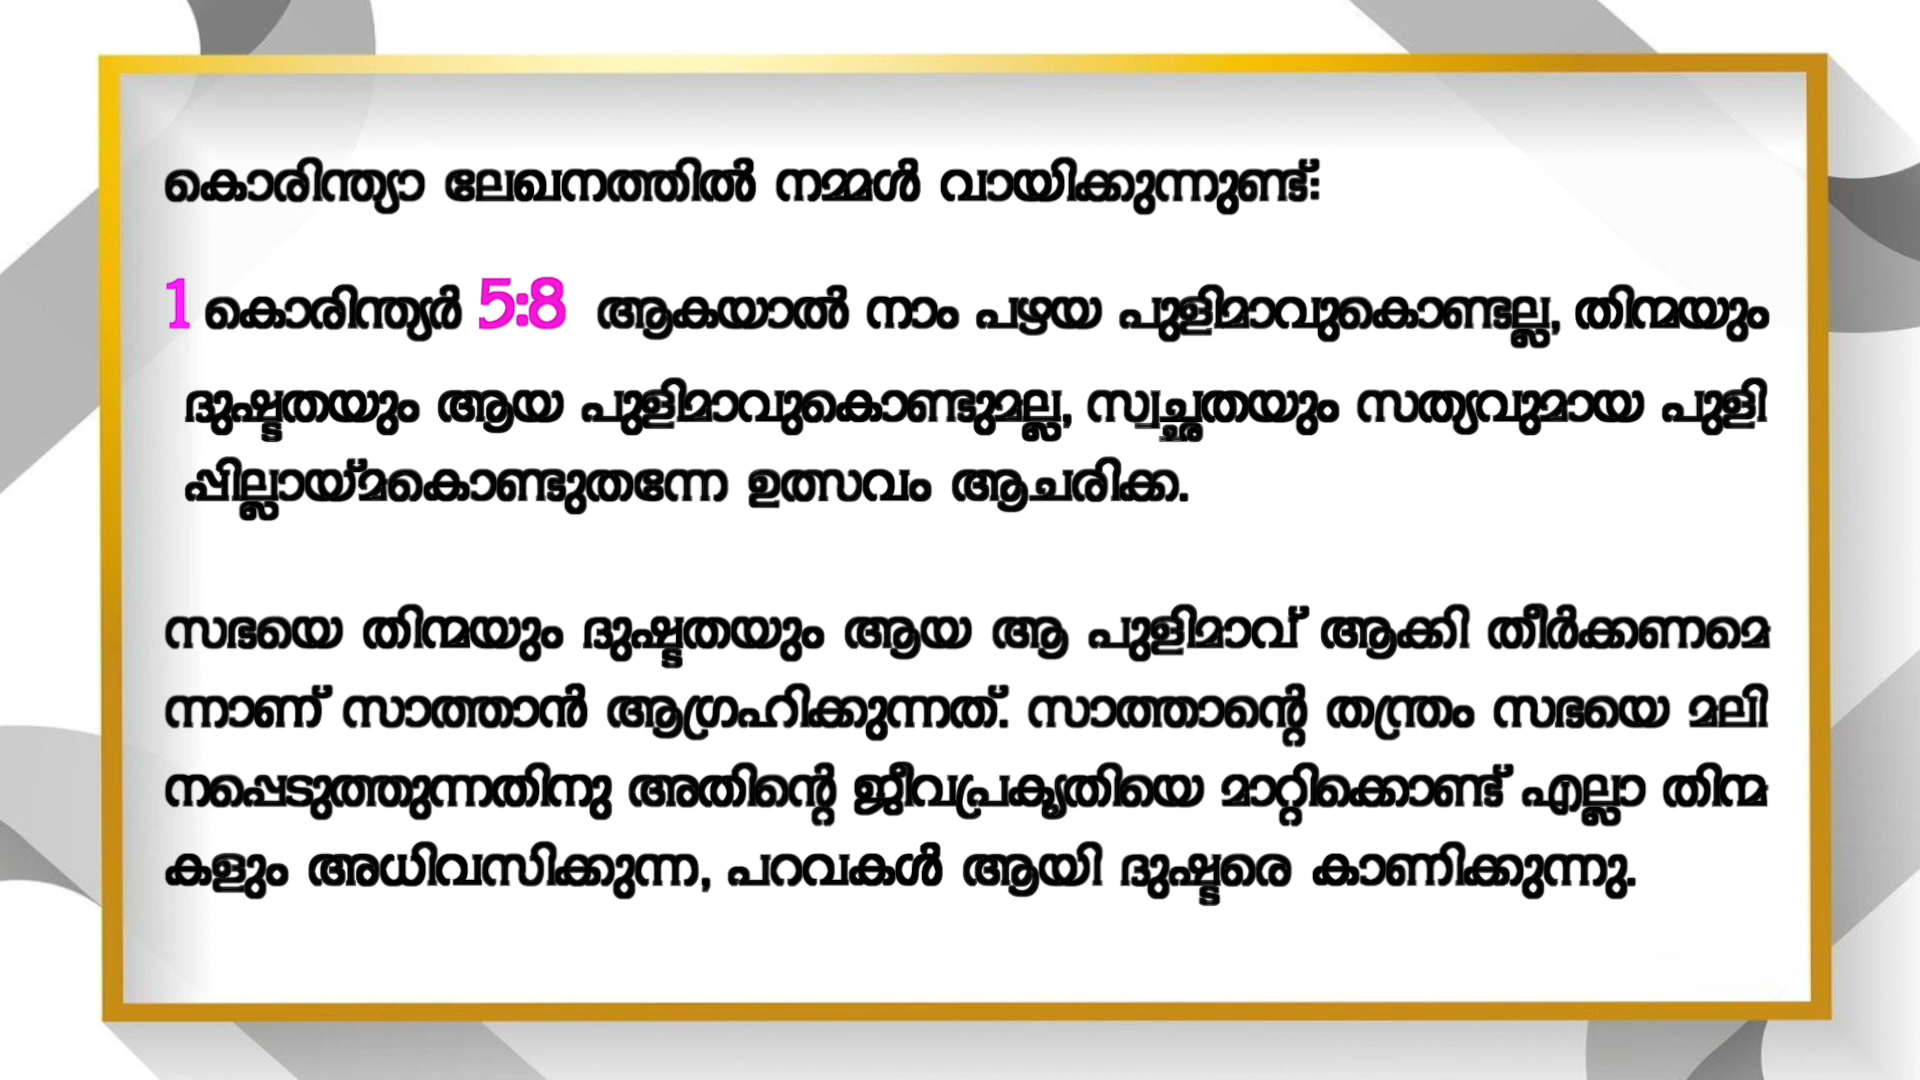 കൊരിന്ത്യാ ലേഖനത്തിൽ നമ്മൾ വായിക്കുന്നുണ്ട്:
1 കൊരിന്ത്യർ 5:8 ആകയാൽ നാം പഴയ പുളിമാവുകൊണ്ടല്ല, തിന്മയും
ദുഷ്ടതയും ആയ പുളിമാവുകൊണ്ടുമല്ല, സ്വച്ഛതയും സത്യവുമായ പുളി
പ്പില്ലായ്മകൊണ്ടുതന്നേ ഉത്സവം ആചരിക്ക.
സഭയെ തിന്മയും ദുഷ്ടതയും ആയ ആ പുളിമാവ് ആക്കി തീർക്കണമെ
ന്നാണ് സാത്താൻ ആഗ്രഹിക്കുന്നത്. സാത്താന്റെ തന്ത്രം സഭയെ മലി
നപ്പെടുത്തുന്നതിനു അതിന്റെ ജീവപ്രകൃതിയെ മാറ്റിക്കൊണ്ട് എല്ലാ തിന്മ
കളും അധിവസിക്കുന്ന, പറവകൾ ആയി ദുഷ്ടരെ കാണിക്കുന്നു.